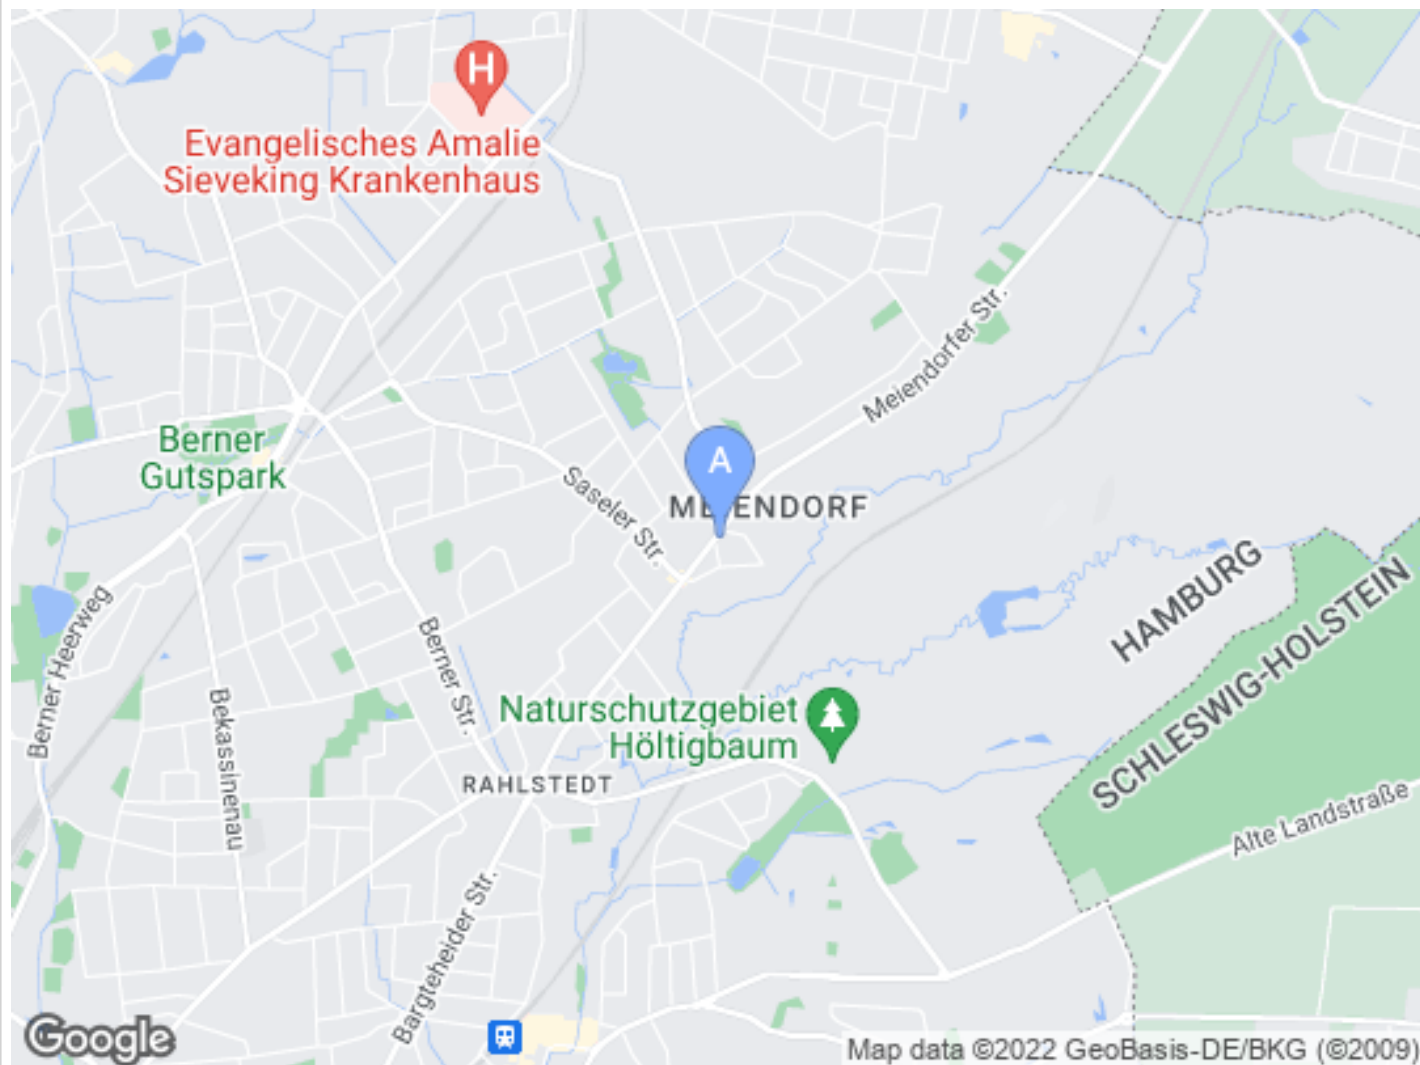 H
Evangelisches Amalie
Sieveking Krankenhaus
Meiendorfer Str.
Berner
Gutspark
A
MEIENDORF
Saseler Str.
HAMBURG
SCHLESWIG-HOLSTEIN
Berner Heerweg
Berner Str.
Bekassinenau
Naturschutzgebiet
Höltigbaum
RAHLSTEDT
Alte Landstraße
Bargteheider Str.
Google
Map data ©2022 GeoBasis-DE/BKG (©2009)